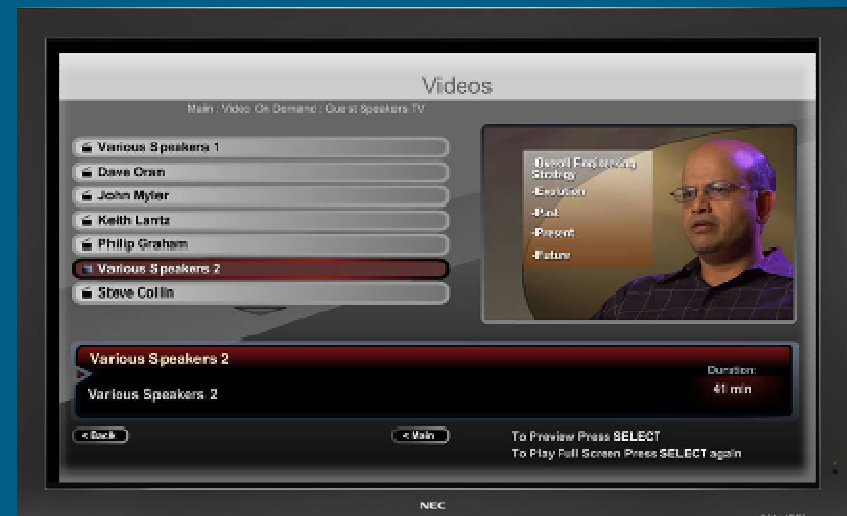 Videos
Main : Video On Demand : Guest Speakers TV
Various Speakers 1
Dave Oran
John Myler
Keith Lantz
Philip Graham
Various Speakers 2
Steve Collin
-Overall Engineering
Strategy
-Evolution
-Past
-Present
-Future
Various Speakers 2
Duration:
Various Speakers 2
41 min
< Back
< Main
To Preview Press SELECT
To Play Full Screen Press SELECT again
NEC